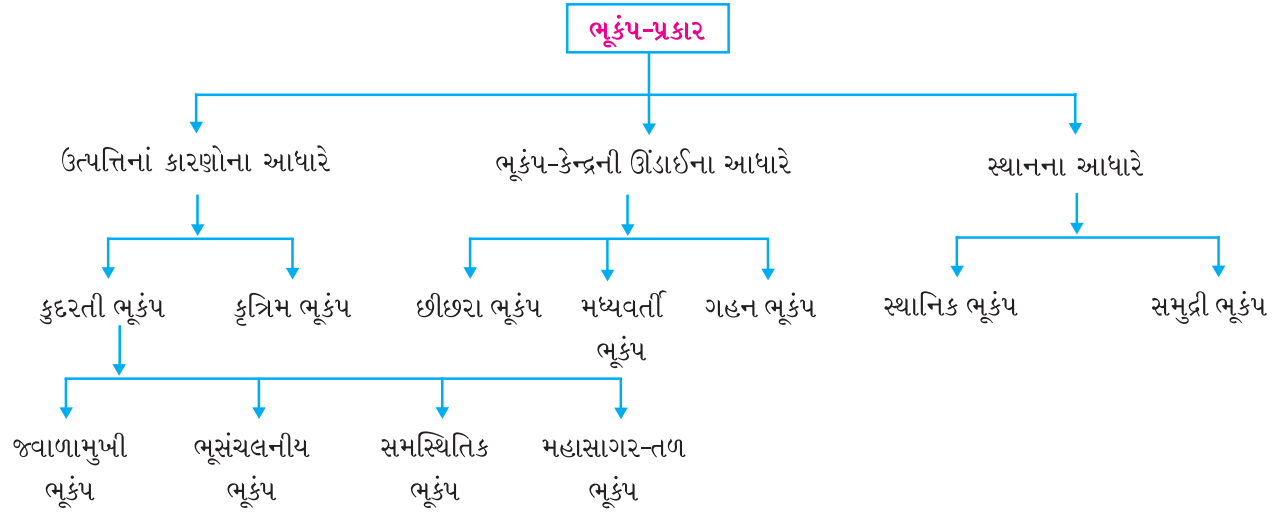 ભૂકંપ-પ્રકાર
ઉત્પત્તિનાં કારણોના આધારે
ભૂકંપ-કેન્દ્રની ઊંડાઈના આધારે
સ્થાનના આધારે
કુદરતી ભૂકંપ
કૃત્રિમ ભૂકંપ
છીછરા ભૂકંપ
મધ્યવર્તી
ભૂકંપ
ગહન ભૂકંપ
સ્થાનિક ભૂકંપ
સમુદ્રી ભૂકંપ
જ્વાળામુખી
ભૂકંપ
ભૂસંચલનીય
ભૂકંપ
સમસ્થિતિક
ભૂકંપ
મહાસાગર-તળ
ભૂકંપ